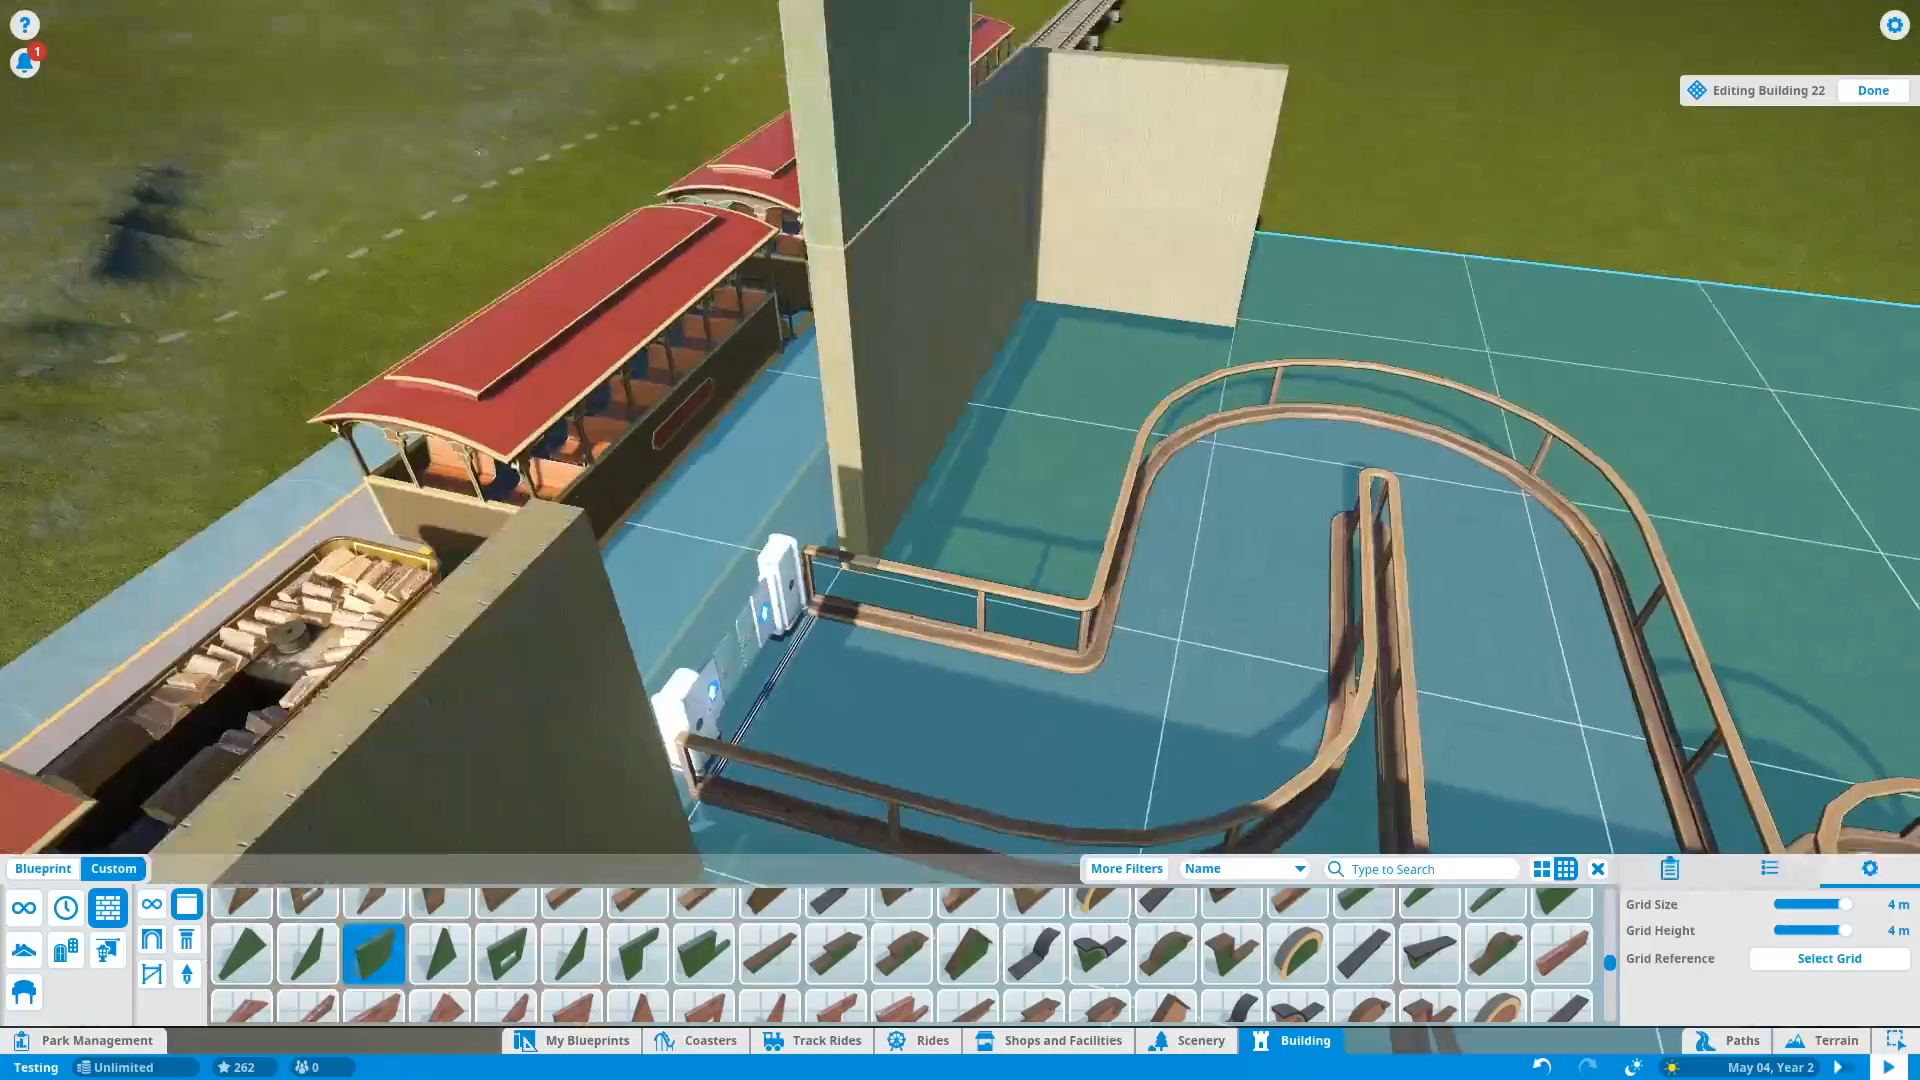 ?
1
Editing Building 22
Done
Blueprint
Custom
More Filters
Name
Type to Search
Grid Size
4 m
Grid Height
4 m
Grid Reference
Select Grid
Park Management
My Blueprints
Coasters
Track Rides
Rides
Shops and Facilities
Scenery
Building
Paths
Terrain
Testing
Unlimited
262
0
May 04, Year 2